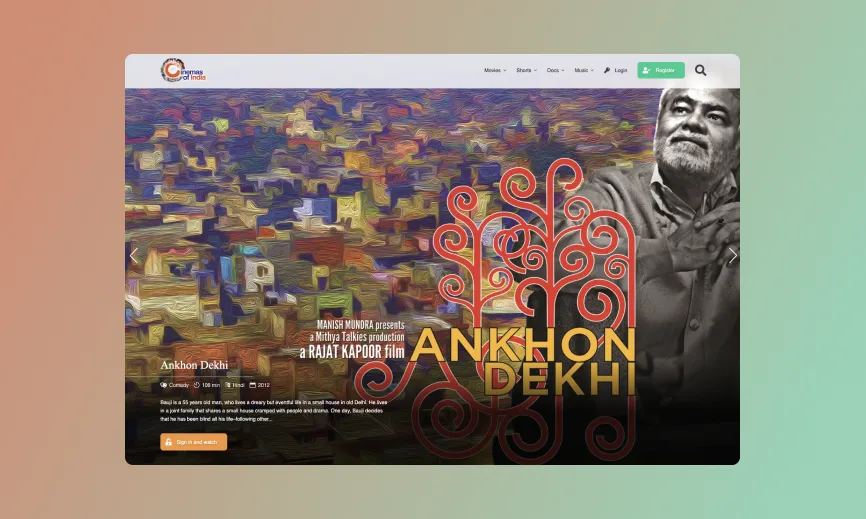 Cinemas
of India
Movies
Shorts
Docs
Music
Login
Register
MANISH MUNDRA presents
a Mithya Talkies production
a RAJAT KAPOOR film
ANKHON
DEKHI
Ankhon Dekhi
Comedy 108 min Hindi 2012
Bauji is a 55 years old man, who lives a dreary but eventful life in a small house in old Delhi. He lives
in a joint family that shares a small house cramped with people and drama. One day, Bauji decides
that he has been blind all his life–following other...
Sign in and watch